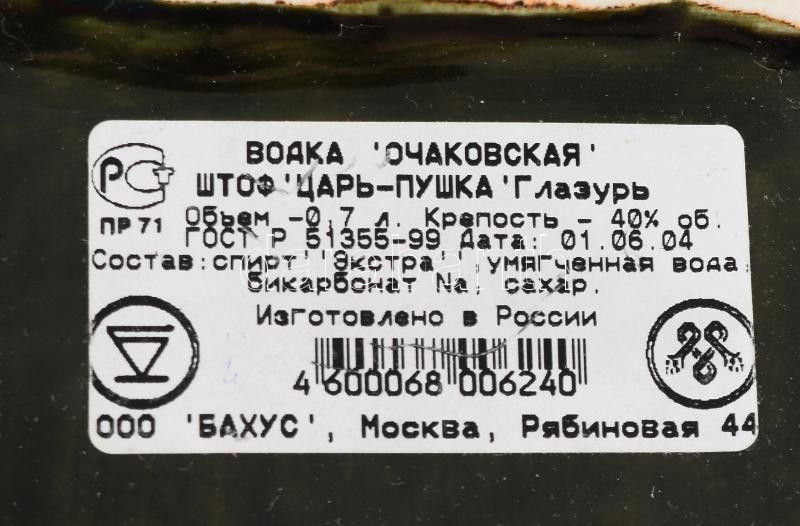 ВОДКА 'ОЧАКОВСКАЯ'
ШТОФ 'ЦАРЬ-ПУШКА' Глазурь
РС
ПР 71
Объем -0,7 л. Крепость - 40% об.
ГОСТ Р 51355-99 Дата: 01.06.04
Состав: спирт 'Экстра', умягченная вода,
бикарбонат Na, сахар.
Изготовлено в России
4 600068 006240
ООО 'БАХУС', Москва, Рябиновая 44